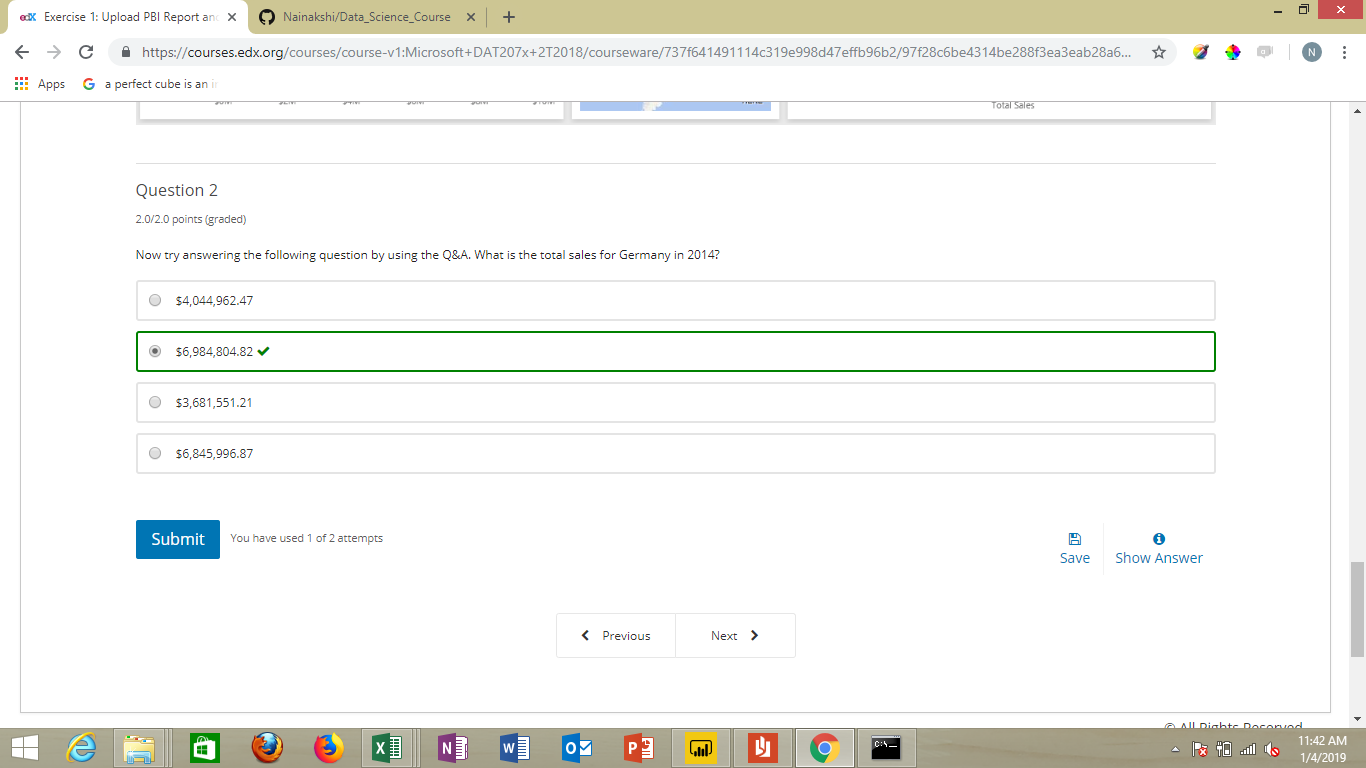 edX Exercise 1: Upload PBI Report and
Nainakshi/Data_Science_Course
https://courses.edx.org/courses/course-v1:Microsoft+DAT207x+2T2018/courseware/737f641491114c319e998d47effb96b2/97f28c6be4314be288f3ea3eab28a6...
N
Apps
G a perfect cube is an i
Total Sales
Question 2
2.0/2.0 points (graded)
Now try answering the following question by using the Q&A. What is the total sales for Germany in 2014?
$4,044,962.47
$6,984,804.82
$3,681,551.21
$6,845,996.87
Submit
You have used 1 of 2 attempts
Save
Show Answer
Previous
Next
© All Rights Reserved
11:42 AM
1/4/2019